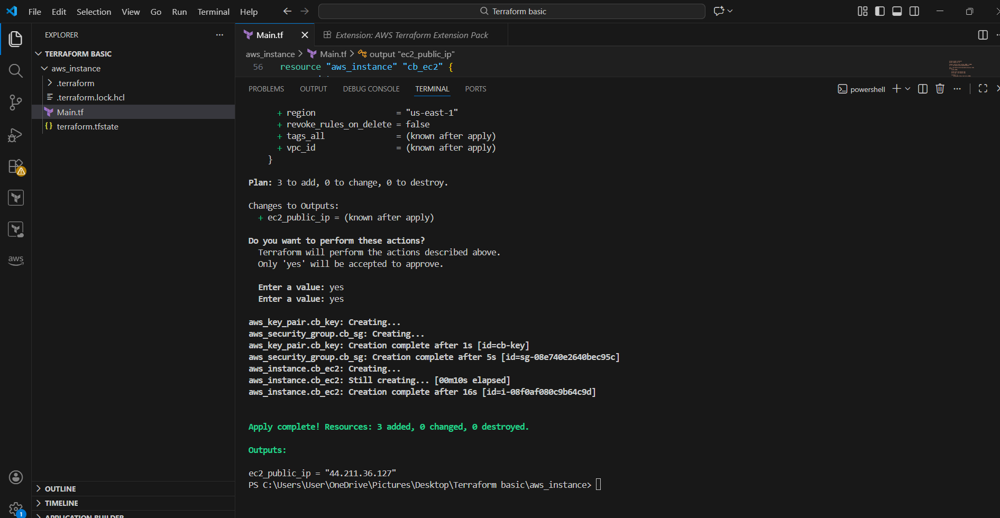 File Edit Selection View Go Run Terminal Help
Terraform basic
EXPLORER
TERRAFORM BASIC
aws_instance
.terraform
.terraform.lock.hcl
Main.tf
terraform.tfstate
aws
OUTLINE
TIMELINE
APPLICATION BUILDER
1
Main.tf
Extension: AWS Terraform Extension Pack
aws_instance > Main.tf > output "ec2_public_ip"
56 resource "aws_instance" "cb_ec2" {
PROBLEMS OUTPUT DEBUG CONSOLE TERMINAL PORTS
powershell
+ region = "us-east-1"
+ revoke_rules_on_delete = false
+ tags_all = (known after apply)
+ vpc_id = (known after apply)
}
Plan: 3 to add, 0 to change, 0 to destroy.
Changes to Outputs:
+ ec2_public_ip = (known after apply)
Do you want to perform these actions?
Terraform will perform the actions described above.
Only 'yes' will be accepted to approve.
Enter a value: yes
Enter a value: yes
aws_key_pair.cb_key: Creating...
aws_security_group.cb_sg: Creating...
aws_key_pair.cb_key: Creation complete after 1s [id=cb-key]
aws_security_group.cb_sg: Creation complete after 5s [id=sg-08e740e2640bec95c]
aws_instance.cb_ec2: Creating...
aws_instance.cb_ec2: Still creating... [00m10s elapsed]
aws_instance.cb_ec2: Creation complete after 16s [id=i-08f0af080c9b64c9d]
Apply complete! Resources: 3 added, 0 changed, 0 destroyed.
Outputs:
ec2_public_ip = "44.211.36.127"
PS C:\Users\User\OneDrive\Pictures\Desktop\Terraform basic\aws_instance>